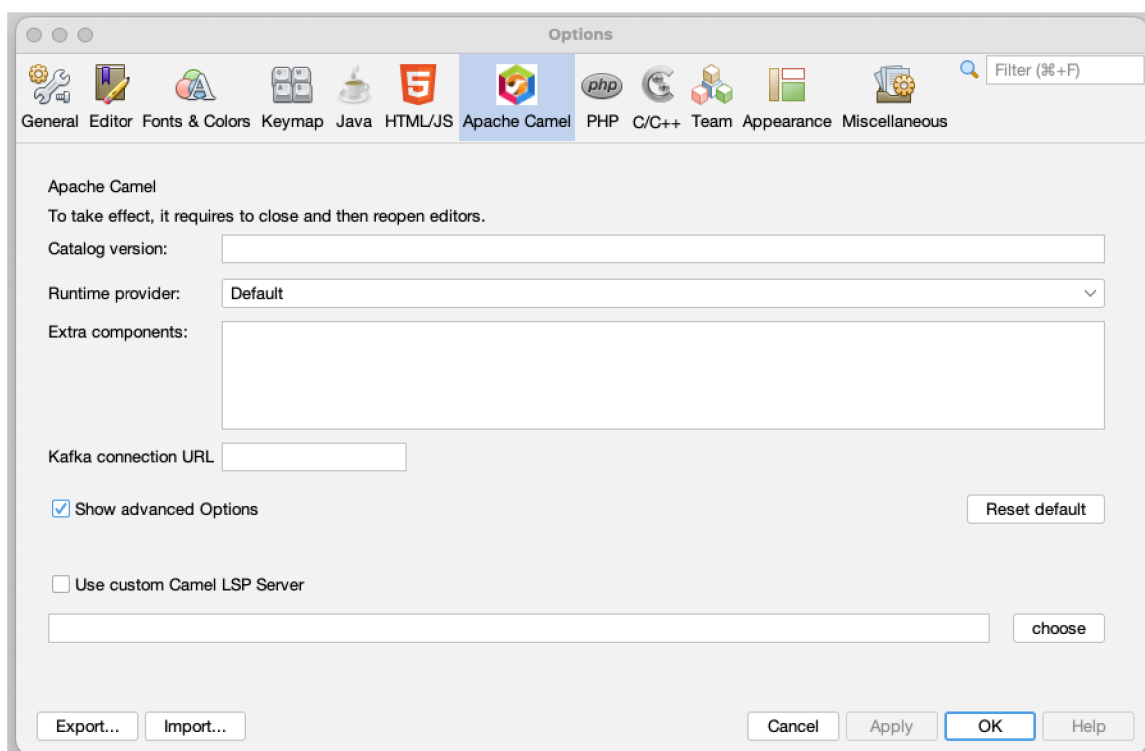 Options
Filter (⌘+F)
General Editor Fonts & Colors Keymap Java HTML/JS Apache Camel PHP C/C++ Team Appearance Miscellaneous
php
Apache Camel
To take effect, it requires to close and then reopen editors.
Catalog version:
Runtime provider: Default
Extra components:
Kafka connection URL
Show advanced Options Reset default
Use custom Camel LSP Server
choose
Export... Import... Cancel Apply OK Help